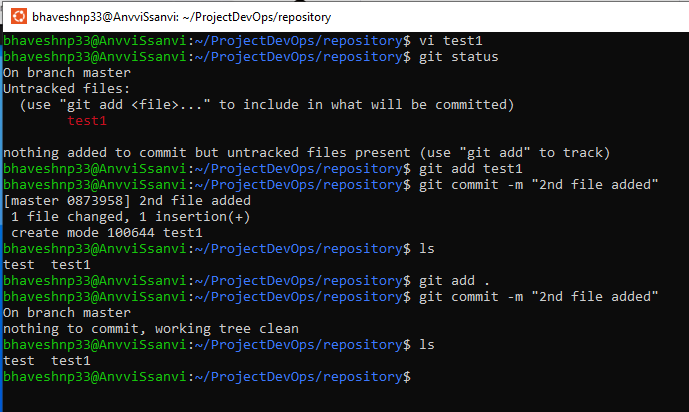 bhaveshnp33@AnvviSsanvi: ~/ProjectDevOps/repository
bhaveshnp33@AnvviSsanvi:~/ProjectDevOps/repository$ vi test1
bhaveshnp33@AnvviSsanvi:~/ProjectDevOps/repository$ git status
On branch master
Untracked files:
  (use "git add <file>..." to include in what will be committed)
        test1

nothing added to commit but untracked files present (use "git add" to track)
bhaveshnp33@AnvviSsanvi:~/ProjectDevOps/repository$ git add test1
bhaveshnp33@AnvviSsanvi:~/ProjectDevOps/repository$ git commit -m "2nd file added"
[master 0873958] 2nd file added
 1 file changed, 1 insertion(+)
 create mode 100644 test1
bhaveshnp33@AnvviSsanvi:~/ProjectDevOps/repository$ ls
test  test1
bhaveshnp33@AnvviSsanvi:~/ProjectDevOps/repository$ git add .
bhaveshnp33@AnvviSsanvi:~/ProjectDevOps/repository$ git commit -m "2nd file added"
On branch master
nothing to commit, working tree clean
bhaveshnp33@AnvviSsanvi:~/ProjectDevOps/repository$ ls
test  test1
bhaveshnp33@AnvviSsanvi:~/ProjectDevOps/repository$